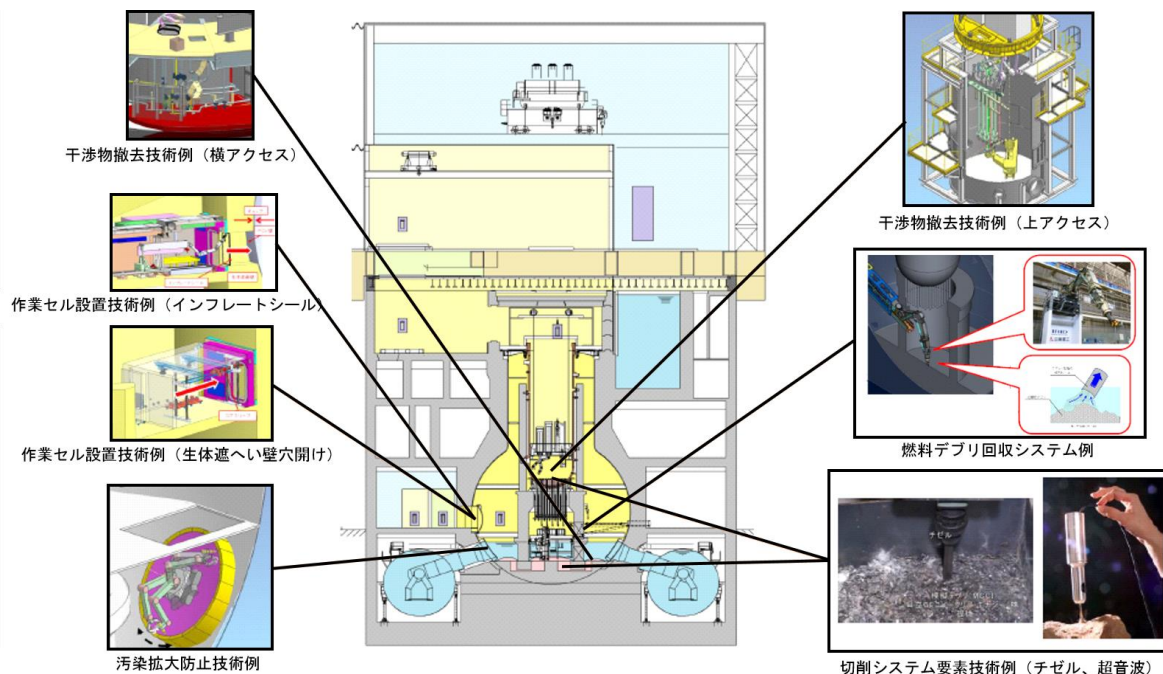 干渉物撤去技術例（横アクセス）
作業セル設置技術例（インフレートシール）
作業セル設置技術例（生体遮へい壁穴開け）
汚染拡大防止技術例
干渉物撤去技術例（上アクセス）
燃料デブリ回収システム例
チゼル
切削システム要素技術例（チゼル、超音波）